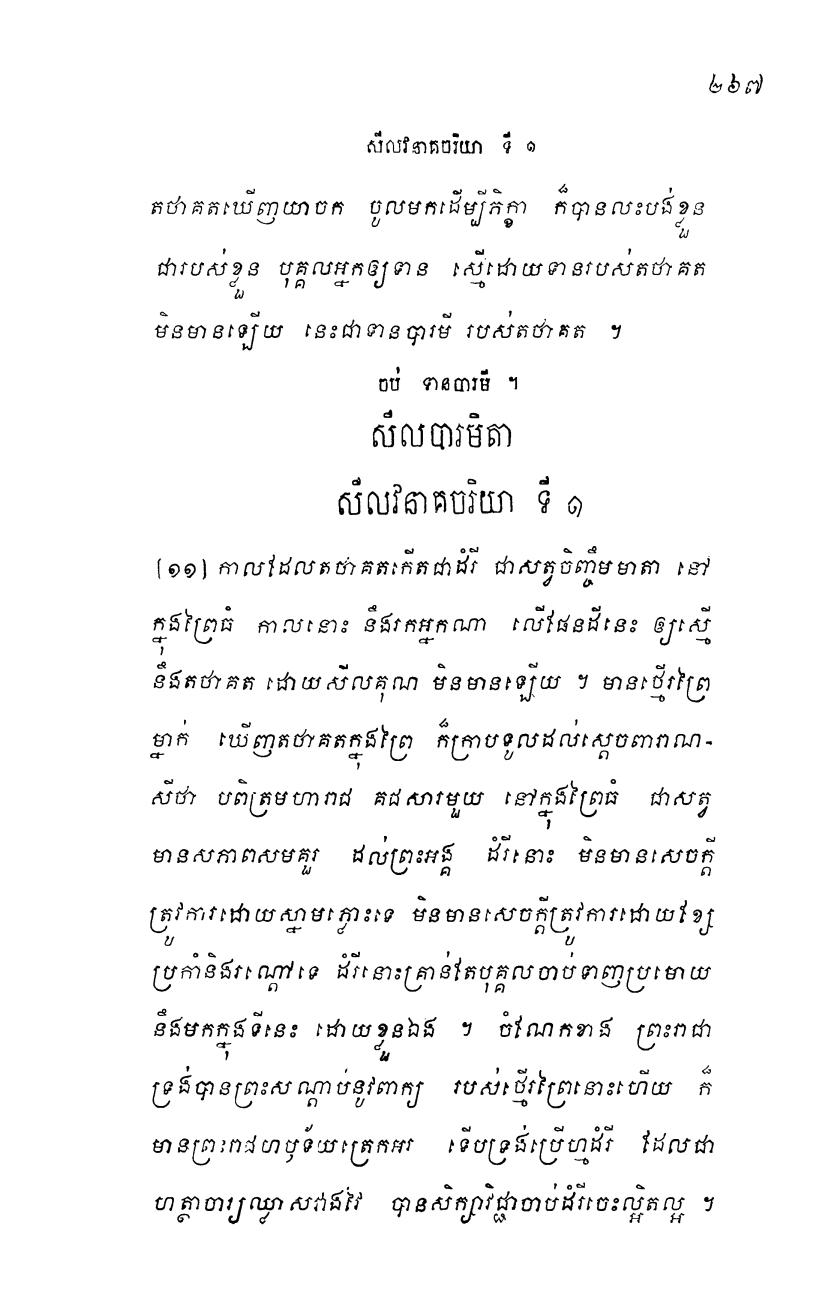 ២៦៧
សីលវនាគចរិយា ទី ១
តថាគតឃើញយាចក ចូលមកដើម្បីភិក្ខា ក៏បានលះបង់ខ្លួន
ជារបស់ខ្លួន បុគ្គលអ្នកឲ្យទាន ស្មើដោយទានរបស់តថាគត
មិនមានឡើយ នេះជាទានបារមី របស់តថាគត ។
ចប់ ទានបារមី ។
សីលបារមិតា
សីលវនាគចរិយា ទី ១
[១១] កាលដែលតថាគតកើតជាដំរី ជាសត្វចិញ្ចឹមមាតា នៅ
ក្នុងព្រៃធំ កាលនោះ នឹងរកអ្នកណា លើផែនដីនេះ ឲ្យស្មើ
នឹងតថាគត ដោយសីលគុណ មិនមានឡើយ ។ មានថ្មើរព្រៃ
ម្នាក់ ឃើញតថាគតក្នុងព្រៃ ក៏ក្រាបទូលដល់ស្តេចពារាណ-
សីថា បពិត្រមហារាជ គជសារមួយ នៅក្នុងព្រៃធំ ជាសត្វ
មានសភាពសមគួរ ដល់ព្រះអង្គ ដំរីនោះ មិនមានសេចក្តី
ត្រូវការដោយស្នាមភ្លោះទេ មិនមានសេចក្តីត្រូវការដោយខ្សែ
ប្រកាំនិងរណ្តៅទេ ដំរីនោះគ្រាន់តែបុគ្គលចាប់ទាញប្រមោយ
នឹងមកក្នុងទីនេះ ដោយខ្លួនឯង ។ ចំណែកខាង ព្រះរាជា
ទ្រង់បានព្រះសណ្តាប់នូវពាក្យ របស់ថ្មើរព្រៃនោះហើយ ក៏
មានព្រះរាជហឫទ័យត្រេកអរ ទើបទ្រង់ប្រើហ្មដំរី ដែលជា
ហត្ថាចារ្យឈ្លាសវាងវៃ បានសិក្សាវិជ្ជាចាប់ដំរីចេះល្អិតល្អ ។